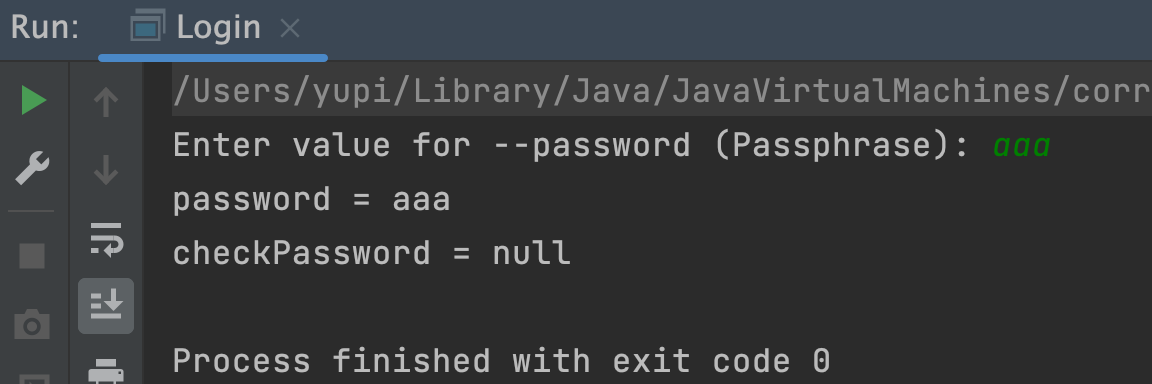 Run: Login
/Users/yupi/Library/Java/JavaVirtualMachines/corr
Enter value for --password (Passphrase): aaa
password = aaa
checkPassword = null
Process finished with exit code 0